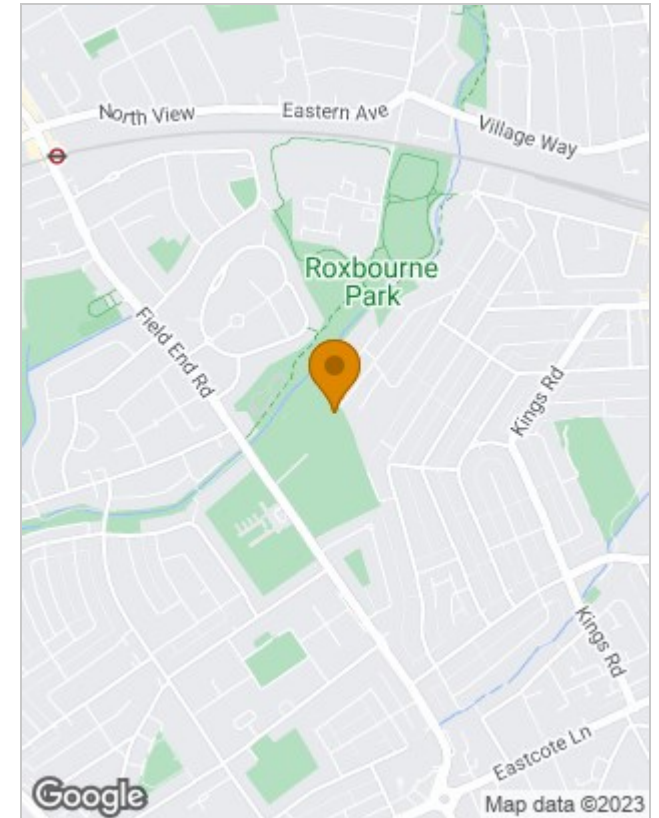 North View
Eastern Ave
Village Way
Roxbourne
Park
Field End Rd
Kings Rd
Kings Rd
Eastcote Ln
Google
Map data ©2023